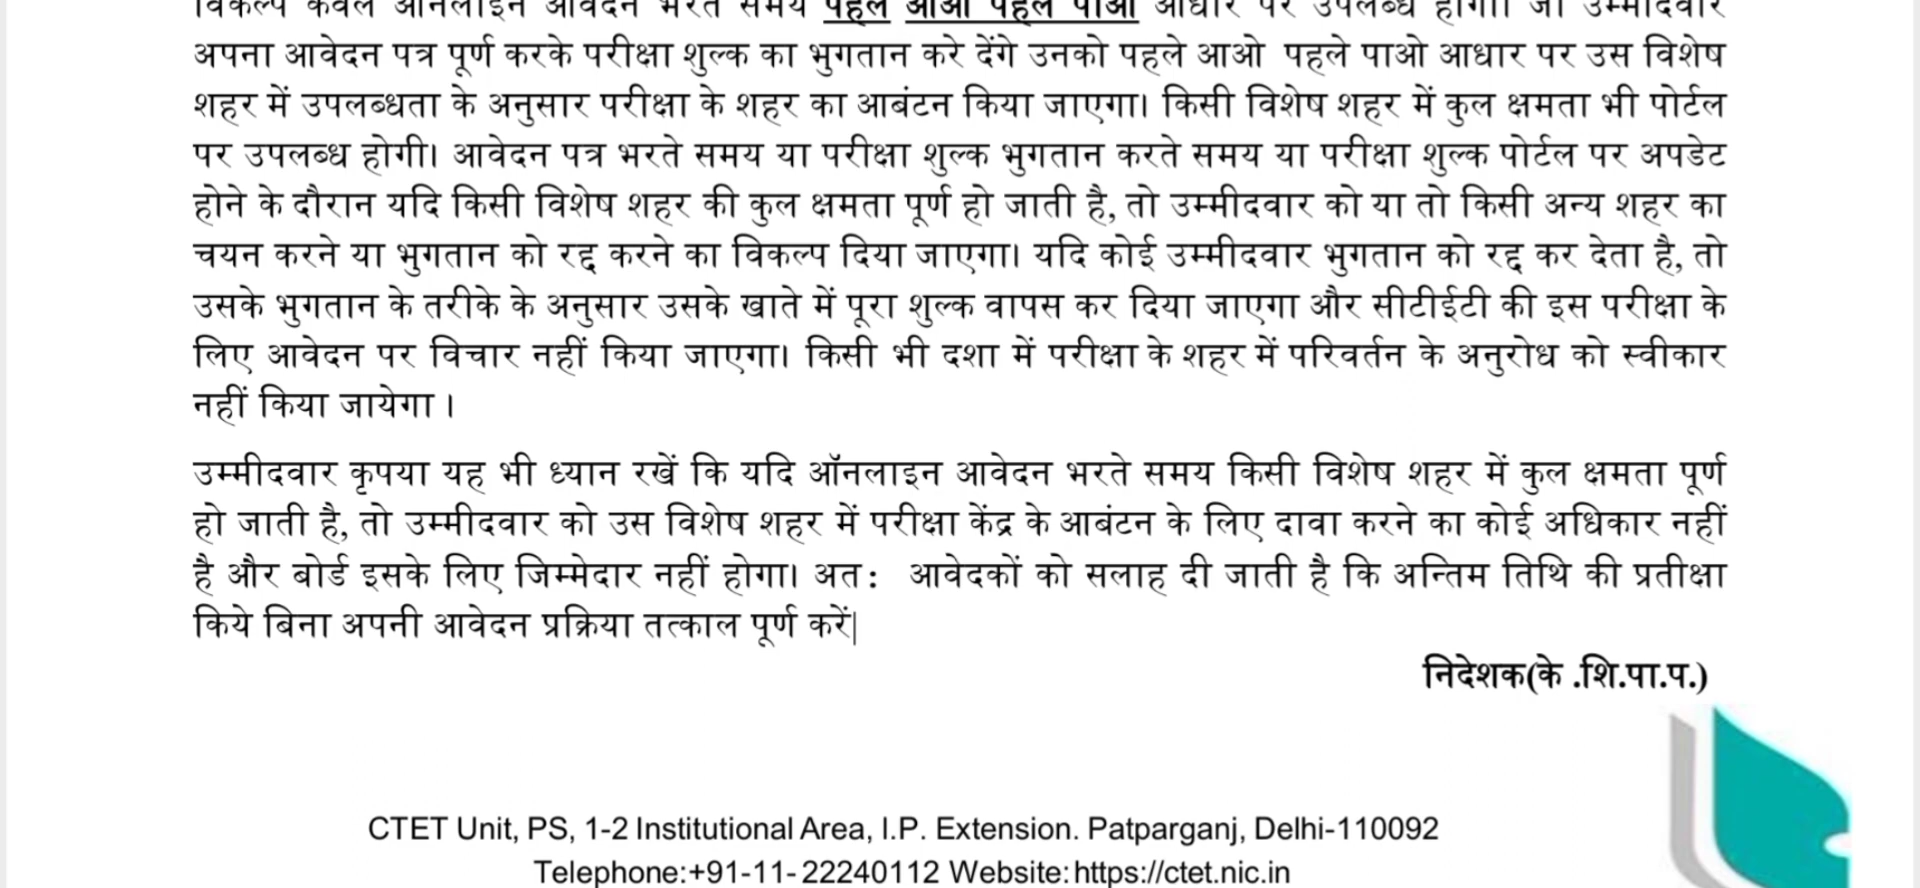 विकल्प केवल ऑनलाइन आवेदन भरते समय पहले आओ पहले पाओ आधार पर उपलब्ध होगा। जो उम्मीदवार
अपना आवेदन पत्र पूर्ण करके परीक्षा शुल्क का भुगतान करे देंगे उनको पहले आओ पहले पाओ आधार पर उस विशेष
शहर में उपलब्धता के अनुसार परीक्षा के शहर का आबंटन किया जाएगा। किसी विशेष शहर में कुल क्षमता भी पोर्टल
पर उपलब्ध होगी। आवेदन पत्र भरते समय या परीक्षा शुल्क भुगतान करते समय या परीक्षा शुल्क पोर्टल पर अपडेट
होने के दौरान यदि किसी विशेष शहर की कुल क्षमता पूर्ण हो जाती है, तो उम्मीदवार को या तो किसी अन्य शहर का
चयन करने या भुगतान को रद्द करने का विकल्प दिया जाएगा। यदि कोई उम्मीदवार भुगतान को रद्द कर देता है, तो
उसके भुगतान के तरीके के अनुसार उसके खाते में पूरा शुल्क वापस कर दिया जाएगा और सीटीईटी की इस परीक्षा के
लिए आवेदन पर विचार नहीं किया जाएगा। किसी भी दशा में परीक्षा के शहर में परिवर्तन के अनुरोध को स्वीकार
नहीं किया जायेगा ।
उम्मीदवार कृपया यह भी ध्यान रखें कि यदि ऑनलाइन आवेदन भरते समय किसी विशेष शहर में कुल क्षमता पूर्ण
हो जाती है, तो उम्मीदवार को उस विशेष शहर में परीक्षा केंद्र के आबंटन के लिए दावा करने का कोई अधिकार नहीं
है और बोर्ड इसके लिए जिम्मेदार नहीं होगा। अत: आवेदकों को सलाह दी जाती है कि अन्तिम तिथि की प्रतीक्षा
किये बिना अपनी आवेदन प्रक्रिया तत्काल पूर्ण करें|
निदेशक(के .शि.पा.प.)
CTET Unit, PS, 1-2 Institutional Area, I.P. Extension. Patparganj, Delhi-110092
Telephone:+91-11-22240112 Website:https://ctet.nic.in